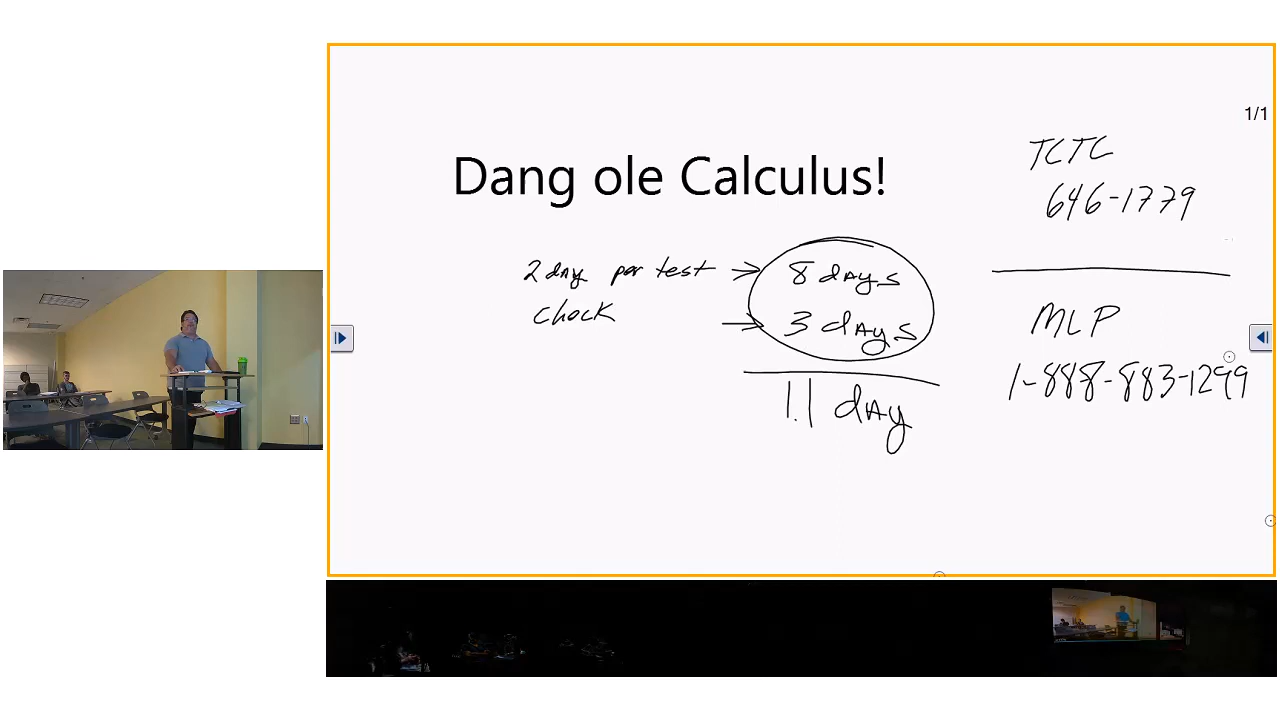 1/1
Dang ole Calculus!
TCTC
646-1779
2 day per test → 8 days
check → 3 days
11 day
MLP
1-888-883-1299